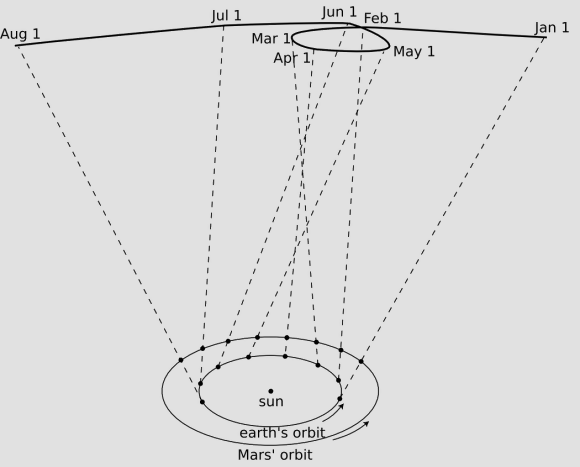 Jun 1
Feb 1
Jul 1
Jan 1
Aug 1
Mar 1
May 1
Apr 1
sun
earth's orbit
Mars' orbit